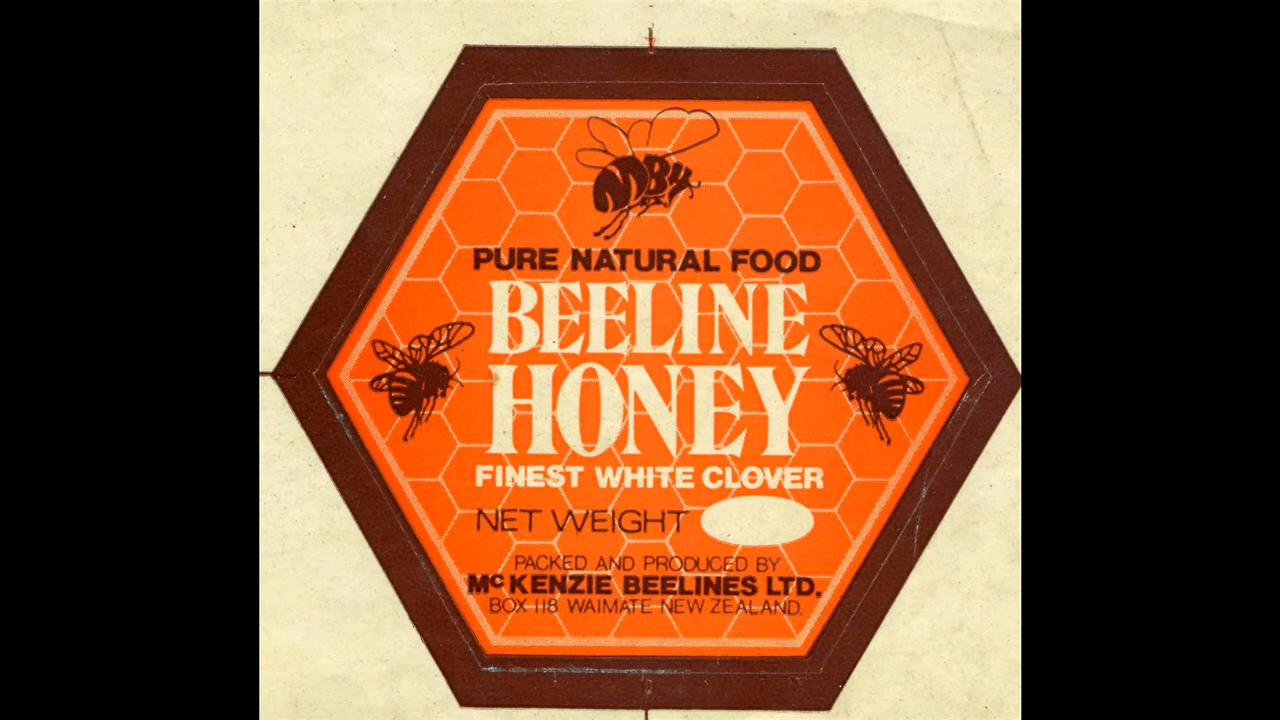 MBy
PURE NATURAL FOOD
BEELINE
HONEY
FINEST WHITE CLOVER
NET WEIGHT
PACKED AND PRODUCED BY
McKENZIE BEELINES LTD.
BOX 118 WAIMATE NEW ZEALAND.